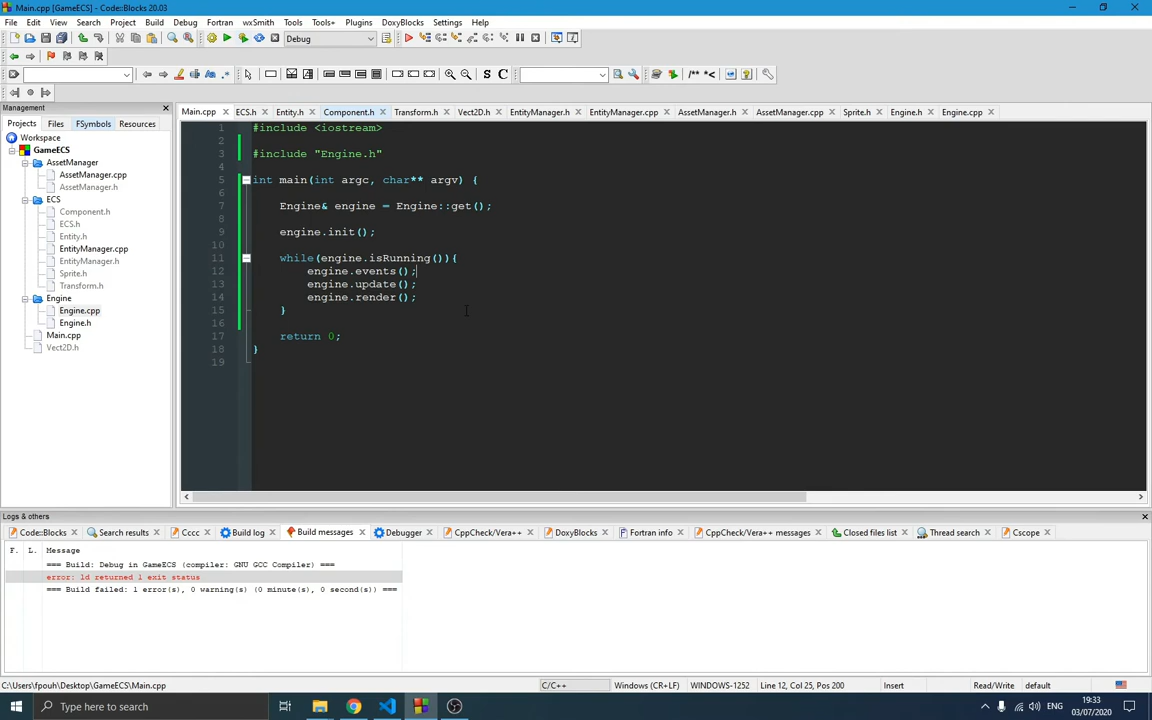 Main.cpp [GameECS] - Code::Blocks 20.03
File Edit View Search Project Build Debug Fortran wxSmith Tools Tools+ Plugins DoxyBlocks Settings Help
Debug
S C /** *<
Management
Projects Files FSymbols Resources
Workspace
GameECS
AssetManager
AssetManager.cpp
AssetManager.h
ECS
Component.h
ECS.h
Entity.h
EntityManager.cpp
EntityManager.h
Sprite.h
Transform.h
Engine
Engine.cpp
Engine.h
Main.cpp
Vect2D.h
Main.cpp ECS.h Entity.h Component.h Transform.h Vect2D.h EntityManager.h EntityManager.cpp AssetManager.h AssetManager.cpp Sprite.h Engine.h Engine.cpp
1 #include <iostream>
2
3 #include "Engine.h"
4
5 int main(int argc, char** argv) {
6
7 Engine& engine = Engine::get();
8
9 engine.init();
10
11 while(engine.isRunning()){
12 engine.events();
13 engine.update();
14 engine.render();
15 }
16
17 return 0;
18 }
19
Logs & others
Code::Blocks Search results Cccc Build log Build messages Debugger CppCheck/Vera++ DoxyBlocks Fortran info CppCheck/Vera++ messages Closed files list Thread search Cscope
F. L. Message
=== Build: Debug in GameECS (compiler: GNU GCC Compiler) ===
error: ld returned 1 exit status
=== Build failed: 1 error(s), 0 warning(s) (0 minute(s), 0 second(s)) ===
C:\Users\fpouh\Desktop\GameECS\Main.cpp C/C++ Windows (CR+LF) WINDOWS-1252 Line 12, Col 25, Pos 200 Insert Read/Write default
Type here to search
ENG
19:33
03/07/2020